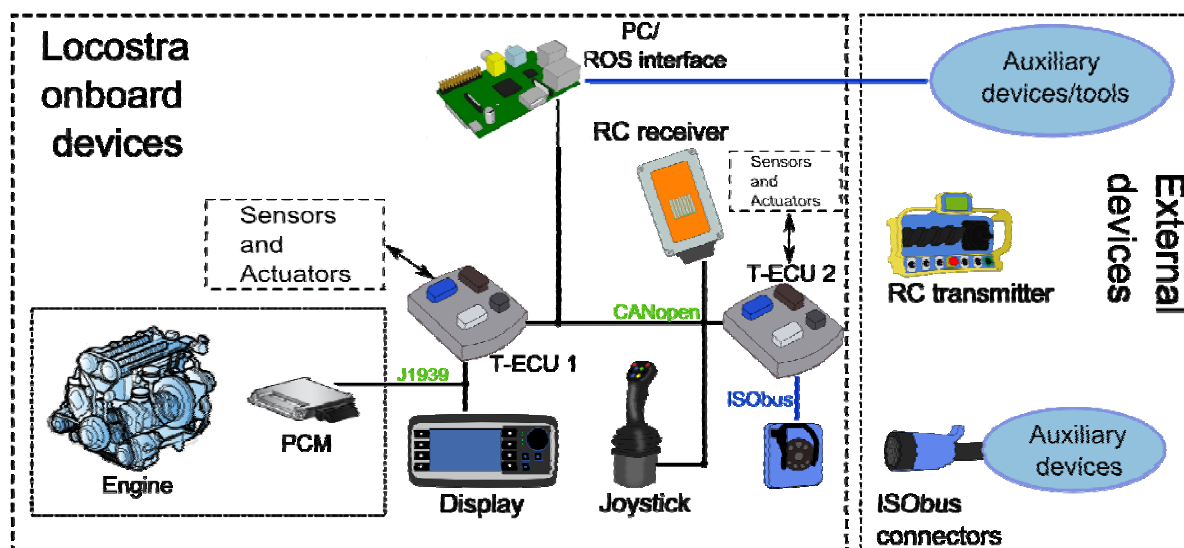 Locostra
onboard
devices
PC/
ROS interface
Auxiliary
devices/tools
RC receiver
Sensors
and
Actuators
Sensors
and
Actuators
External
devices
T-ECU 2
RC transmitter
CANopen
T-ECU 1
J1939
ISObus
PCM
Engine
Display
Joystick
Auxiliary
devices
ISObus
connectors